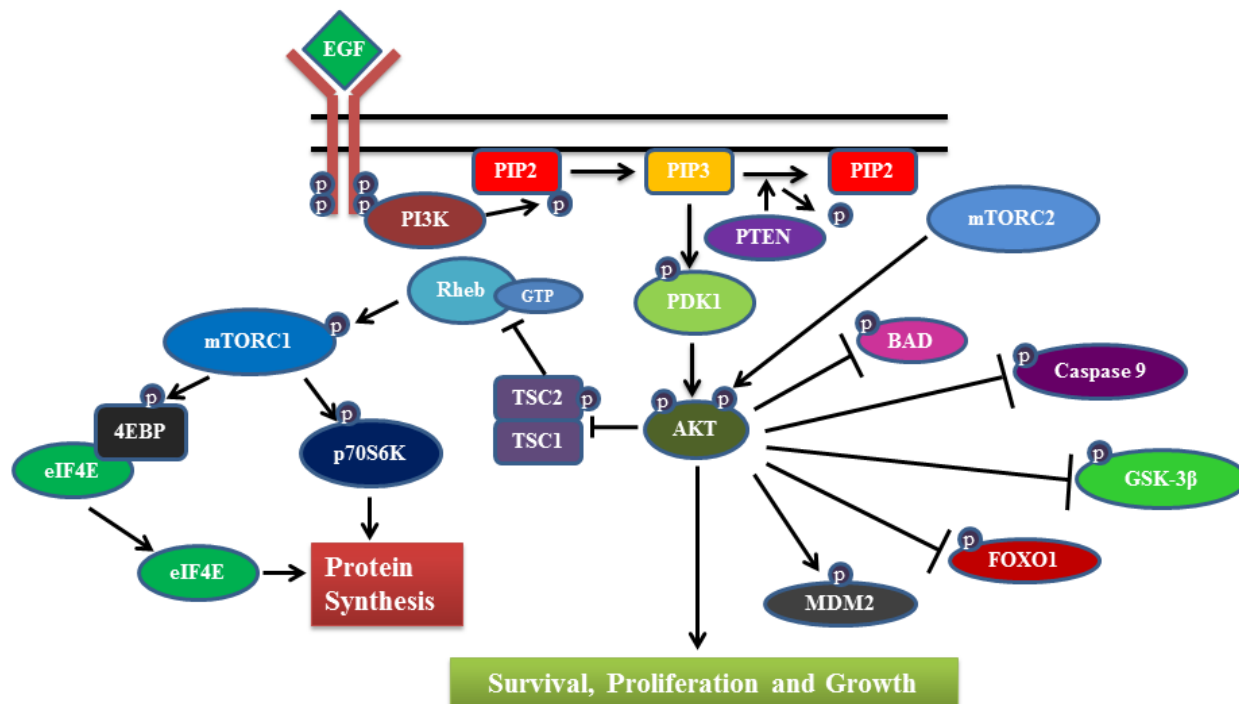 EGF
PIP2
PIP3
PIP2
p
p
p
p
PI3K
p
PTEN
p
mTORC2
Rheb
GTP
p
PDK1
mTORC1
p
p
BAD
p
Caspase 9
p
4EBP
eIF4E
p
p70S6K
TSC2
p
TSC1
p
p
AKT
p
GSK-3β
p
FOXO1
p
MDM2
eIF4E
Protein
Synthesis
Survival, Proliferation and Growth